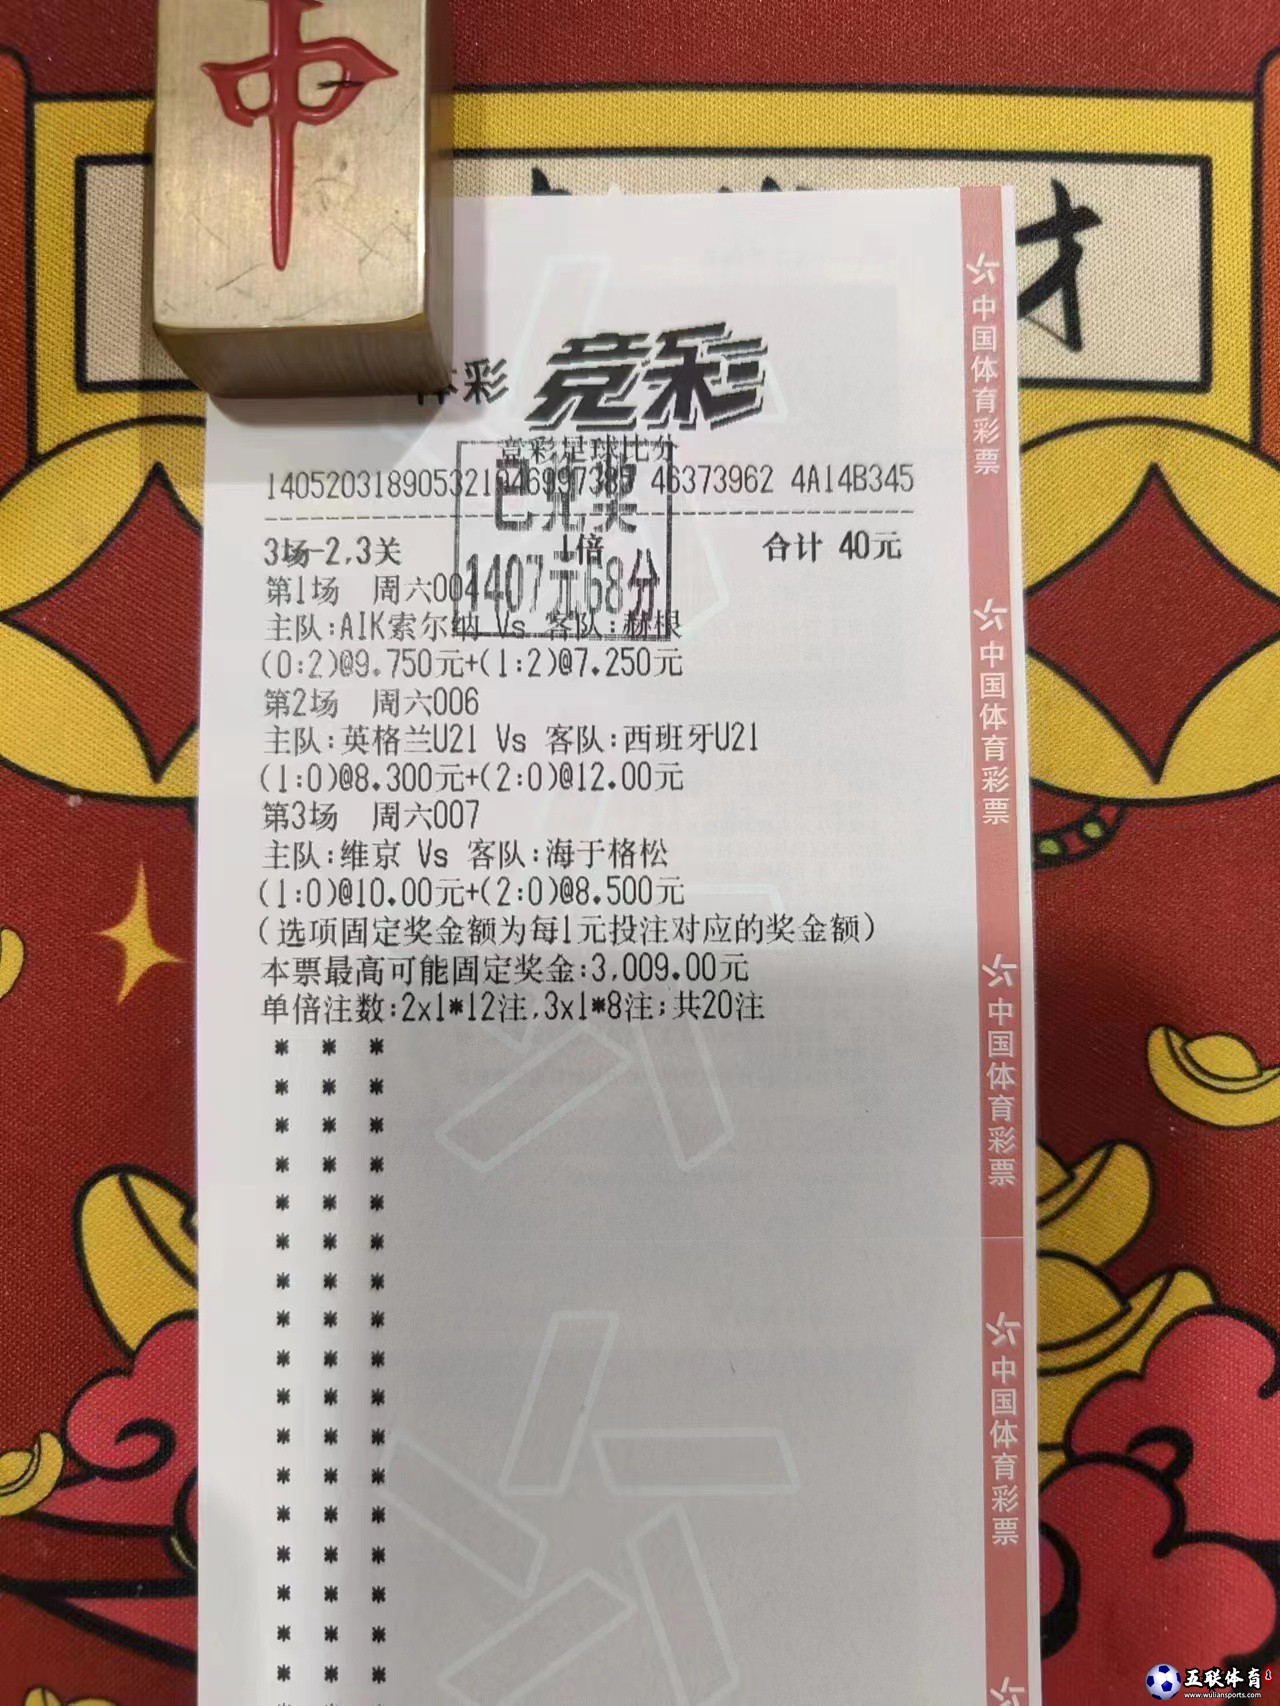 中
才
体彩 竞彩
竞彩足球比分
已兑奖
1407元68分
3场-2,3关 1倍 合计 40元
第1场 周六004
主队:AIK索尔纳 Vs 客队:赫根
(0:2)@9.750元+(1:2)@7.250元
第2场 周六006
主队:英格兰U21 Vs 客队:西班牙U21
(1:0)@8.300元+(2:0)@12.00元
第3场 周六007
主队:维京 Vs 客队:海于格松
(1:0)@10.00元+(2:0)@8.500元
(选项固定奖金额为每1元投注对应的奖金额)
本票最高可能固定奖金:3,009.00元
单倍注数:2x1*12注,3x1*8注;共20注
中国体育彩票
中国体育彩票
中国体育彩票
中国体育彩票
五联体育
www.wuliansports.com